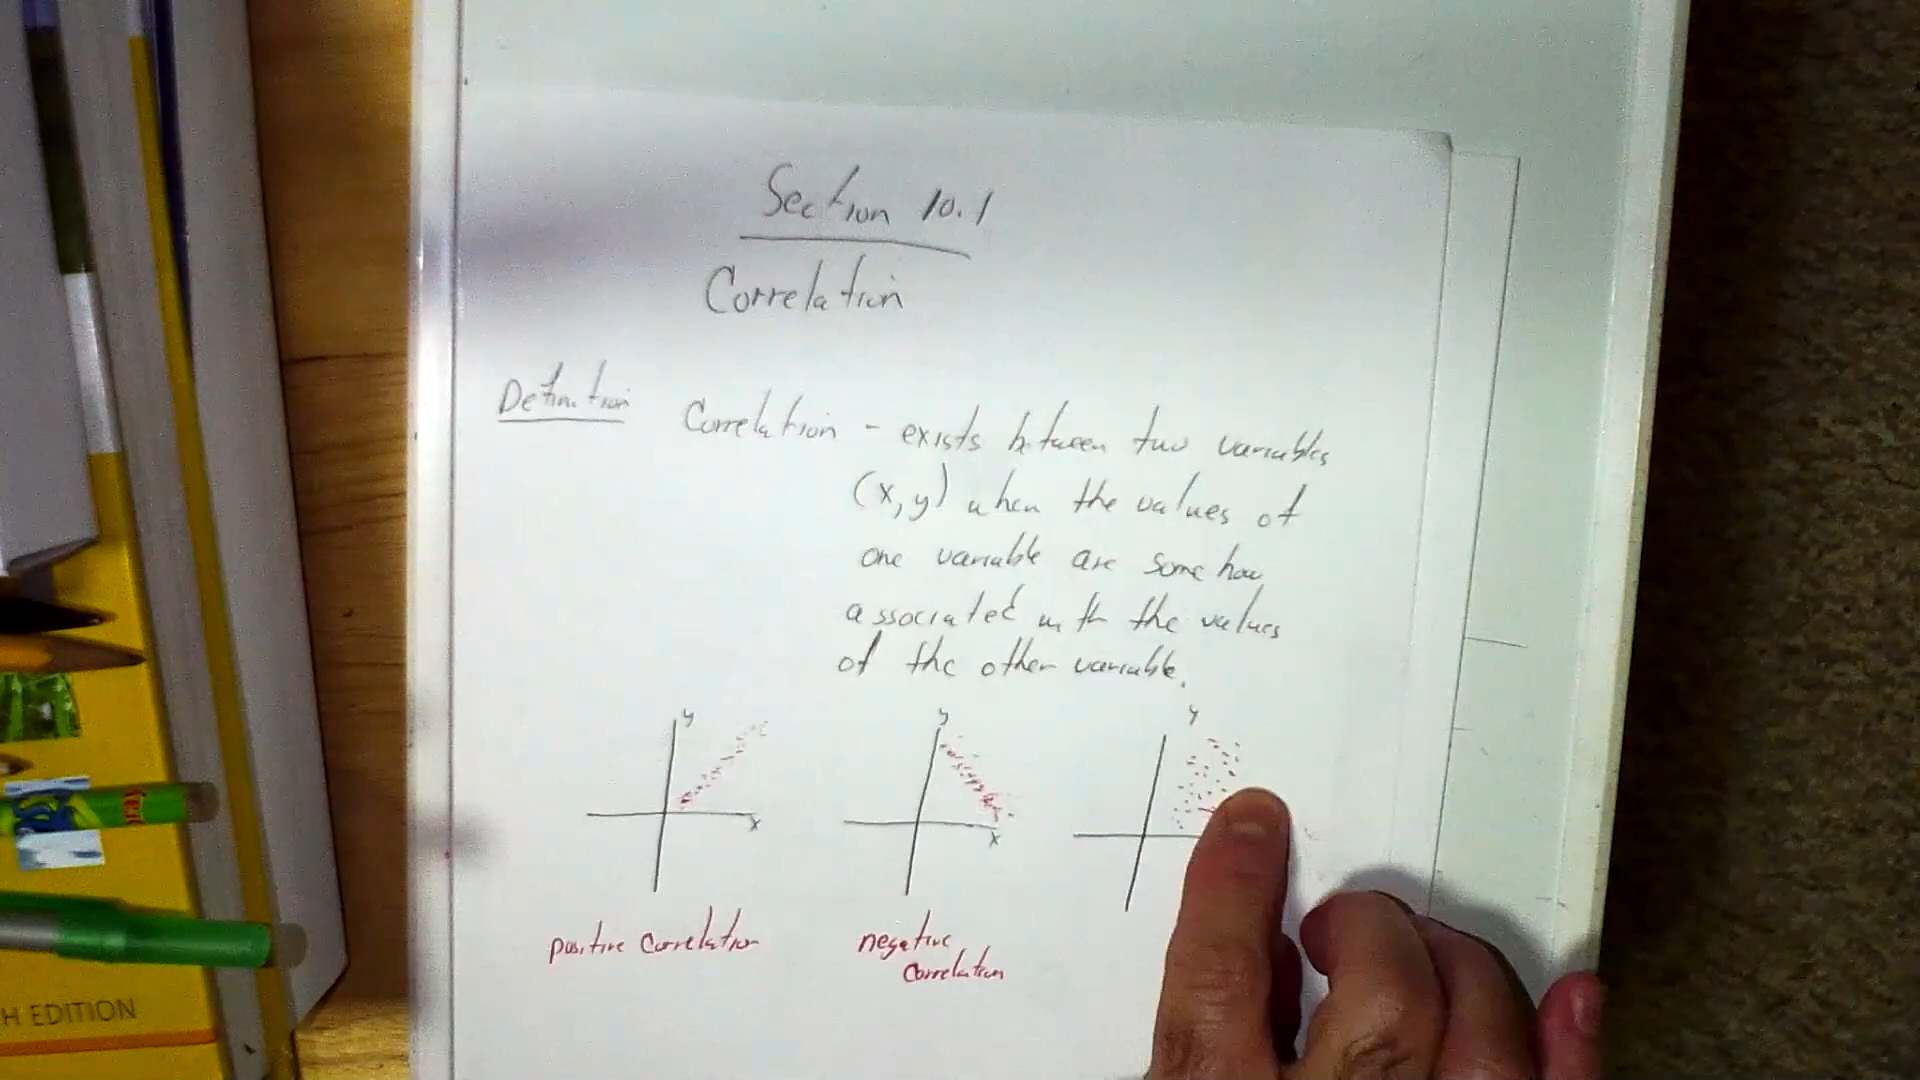 Section 10.1
Correlation
Definition Correlation - exists between two variables
(x,y) when the values of
one variable are somehow
associated with the values
of the other variable.
y y y
x x
positive Correlation negative
Correlation
H EDITION